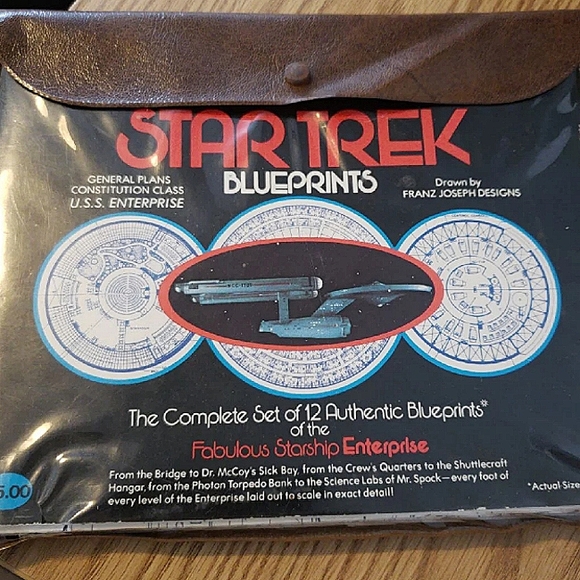 STAR TREK
BLUEPRINTS
GENERAL PLANS
CONSTITUTION CLASS
U.S.S. ENTERPRISE
Drawn by
FRANZ JOSEPH DESIGNS
The Complete Set of 12 Authentic Blueprints*
of the
Fabulous Starship Enterprise
From the Bridge to Dr. McCoy's Sick Bay, from the Crew's Quarters to the Shuttlecraft
Hangar, from the Photon Torpedo Bank to the Science Labs of Mr. Spock—every foot of
every level of the Enterprise laid out to scale in exact detail!
5.00
*Actual Size